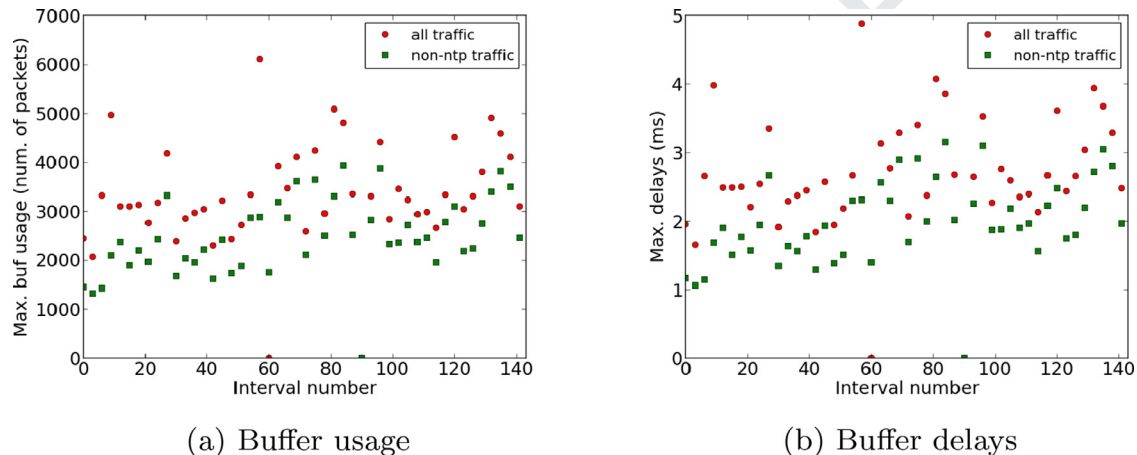 7000
6000
5000
4000
3000
2000
1000
0
Max. buf usage (num. of packets)
all traffic
non-ntp traffic
0 20 40 60 80 100 120 140
Interval number
(a) Buffer usage
5
4
3
2
1
0
Max. delays (ms)
all traffic
non-ntp traffic
0 20 40 60 80 100 120 140
Interval number
(b) Buffer delays